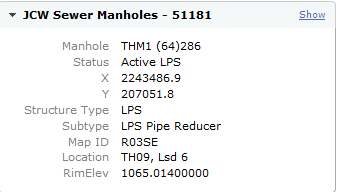 JCW Sewer Manholes - 51181 Show
Manhole THM1 (64)286
Status Active LPS
X 2243486.9
Y 207051.8
Structure Type LPS
Subtype LPS Pipe Reducer
Map ID R03SE
Location TH09, Lsd 6
RimElev 1065.01400000